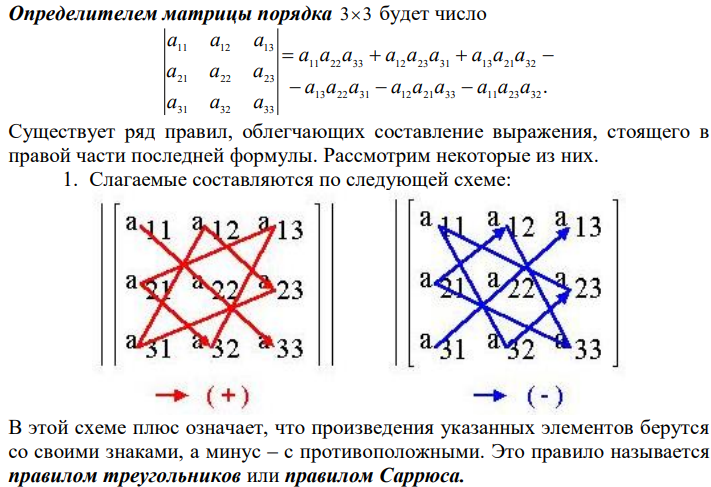 Определителем матрицы порядка 3×3 будет число
a11 a12 a13
a21 a22 a23
a31 a32 a33
= a11a22a33 + a12a23a31 + a13a21a32 −
− a13a22a31 − a12a21a33 − a11a23a32.
Существует ряд правил, облегчающих составление выражения, стоящего в
правой части последней формулы. Рассмотрим некоторые из них.
1. Слагаемые составляются по следующей схеме:
a11 a12 a13
a21 a22 a23
a31 a32 a33
(+)
a11 a12 a13
a21 a22 a23
a31 a32 a33
(-)
В этой схеме плюс означает, что произведения указанных элементов берутся
со своими знаками, а минус – с противоположными. Это правило называется
правилом треугольников или правилом Саррюса.